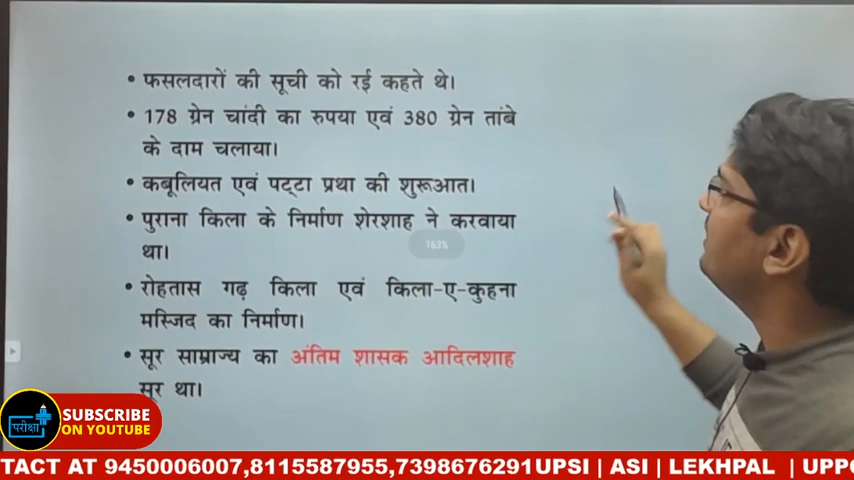 • फसलदारों की सूची को रई कहते थे।
• 178 ग्रेन चांदी का रुपया एवं 380 ग्रेन तांबे
के दाम चलाया।
• कबूलियत एवं पट्टा प्रथा की शुरूआत।
• पुराना किला के निर्माण शेरशाह ने करवाया
था।
163%
• रोहतास गढ़ किला एवं किला-ए-कुहना
मस्जिद का निर्माण।
• सूर साम्राज्य का अंतिम शासक आदिलशाह
सूर था।
परीक्षा
SUBSCRIBE
ON YOUTUBE
TACT AT 9450006007,8115587955,7398676291UPSI | ASI | LEKHPAL | UPPC